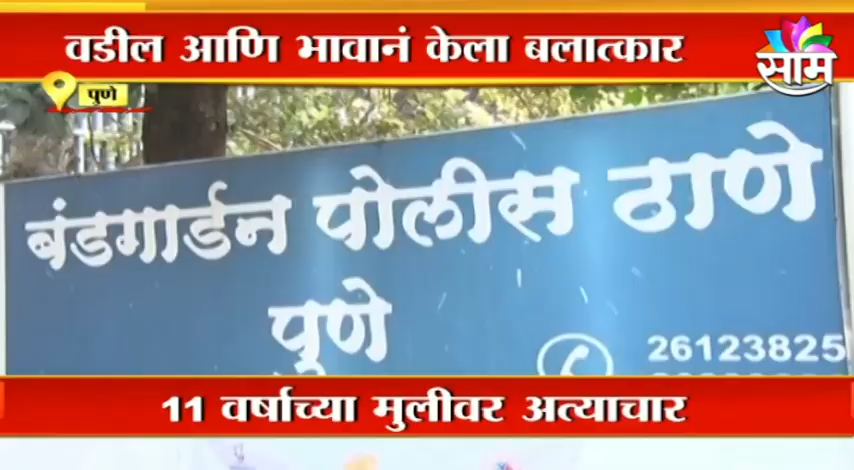 वडील आणि भावानं केला बलात्कार
साम
पुणे
बंडगार्डन पोलीस ठाणे
पुणे
26123825
11 वर्षाच्या मुलीवर अत्याचार